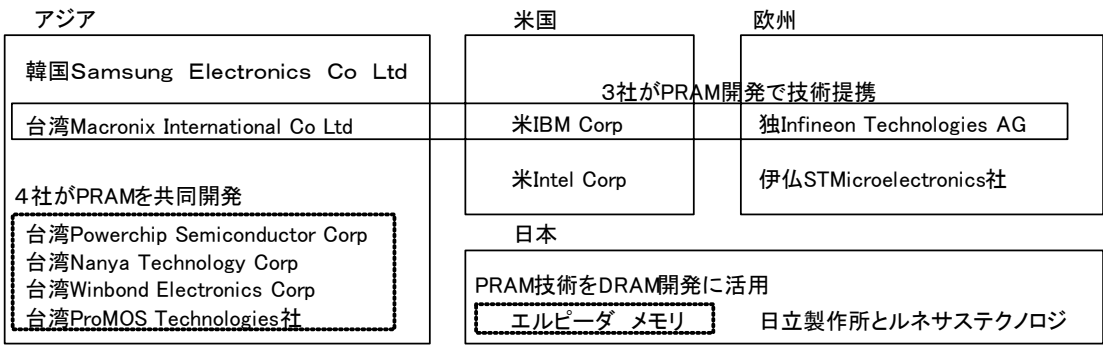 アジア
米国
欧州
韓国Samsung Electronics Co Ltd
3社がPRAM開発で技術提携
台湾Macronix International Co Ltd
米IBM Corp
独Infineon Technologies AG
米Intel Corp
伊仏STMicroelectronics社
4社がPRAMを共同開発
台湾Powerchip Semiconductor Corp
台湾Nanya Technology Corp
台湾Winbond Electronics Corp
台湾ProMOS Technologies社
日本
PRAM技術をDRAM開発に活用
エルピーダ メモリ
日立製作所とルネサステクノロジ